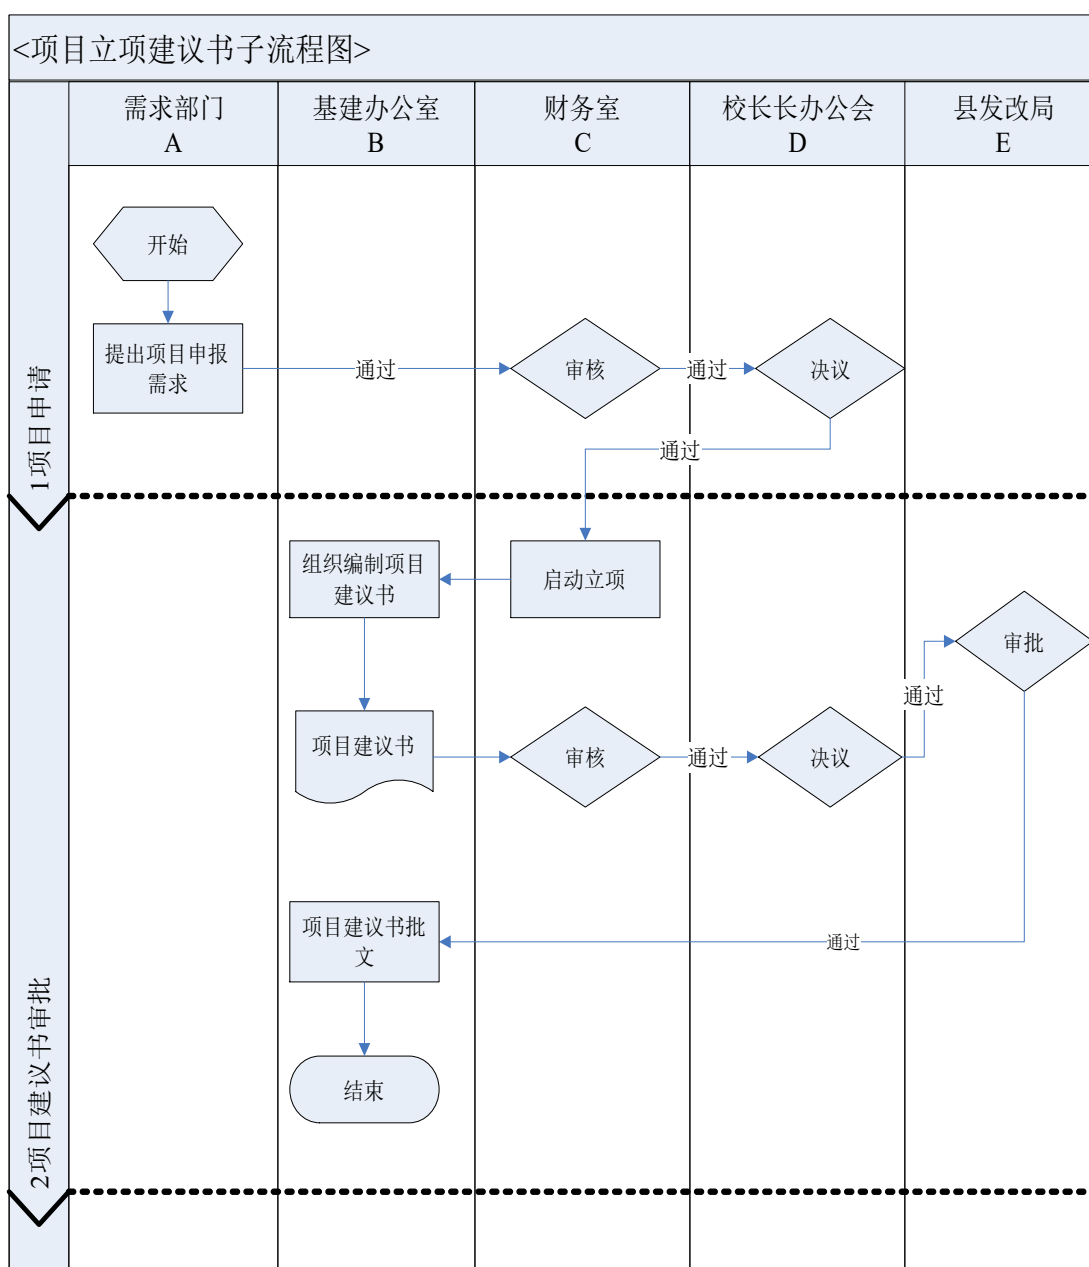 <项目立项建议书子流程图>
需求部门
A
基建办公室
B
财务室
C
校长长办公会
D
县发改局
E
1项目申请
开始
提出项目申报
需求
通过
审核
通过
决议
通过
2项目建议书审批
组织编制项目
建议书
启动立项
审批
通过
项目建议书
审核
通过
决议
项目建议书批
文
通过
结束